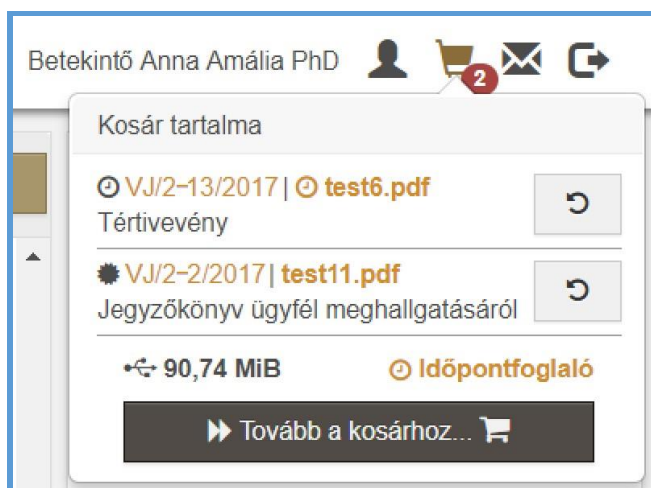 Betekintő Anna Amália PhD
2
Kosár tartalma
VJ/2-13/2017| test6.pdf
Tértivevény
VJ/2-2/2017| test11.pdf
Jegyzőkönyv ügyfél meghallgatásáról
90,74 MiB Időpontfoglaló
Tovább a kosárhoz...